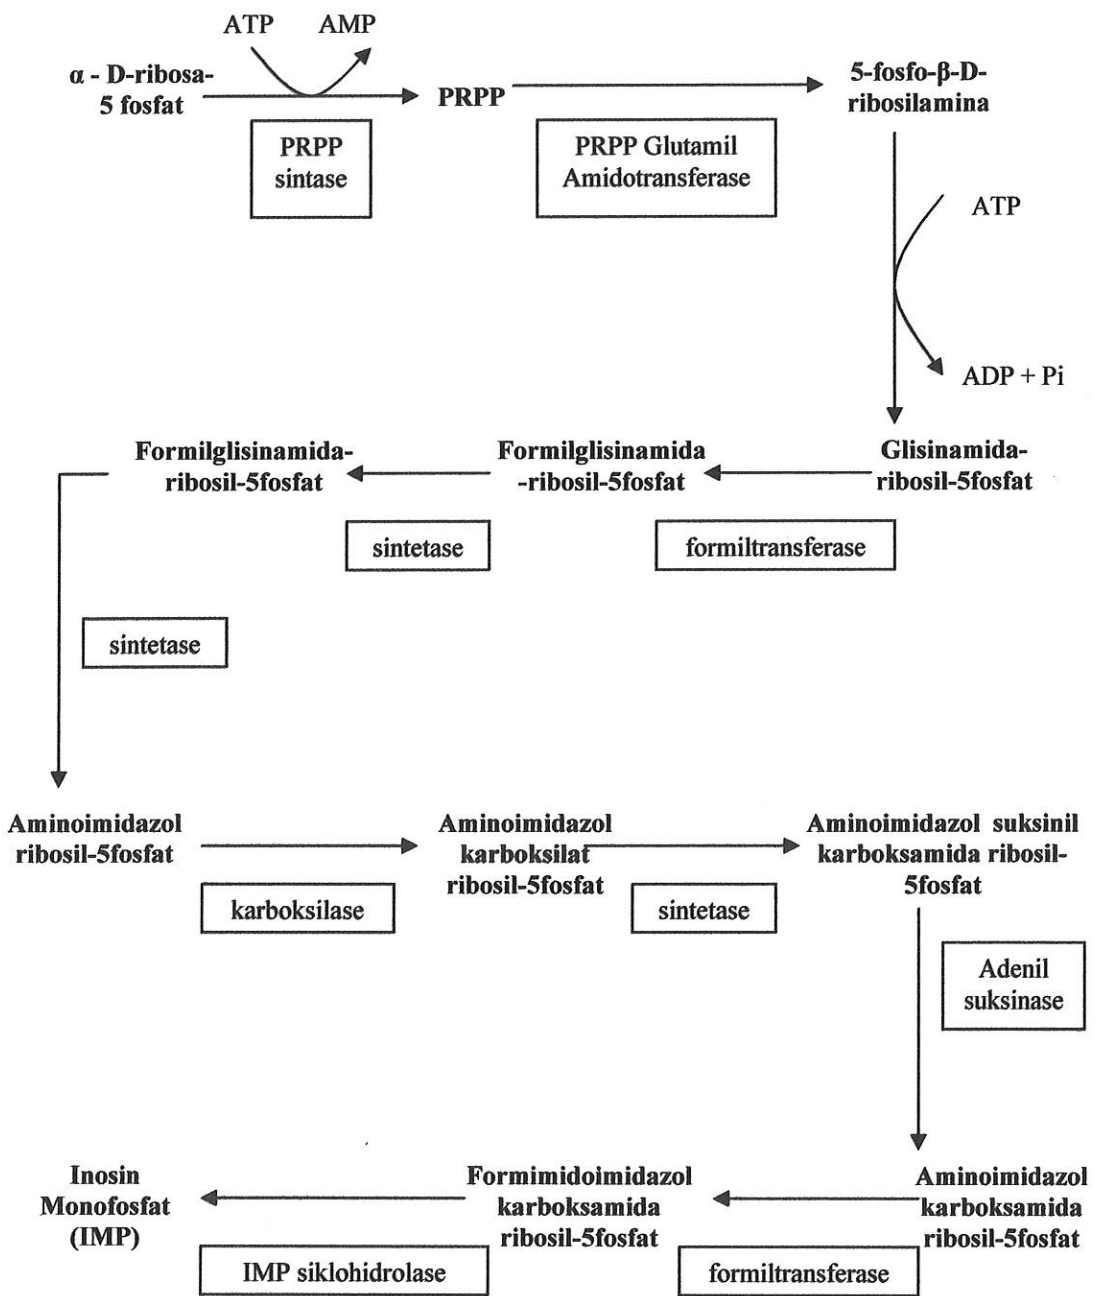 ATP AMP
α - D-ribosa-
5 fosfat
PRPP
5-fosfo-β-D-
ribosilamina
PRPP
sintase
PRPP Glutamil
Amidotransferase
ATP
ADP + Pi
Formilglisinamida-
ribosil-5fosfat
Formilglisinamida
-ribosil-5fosfat
Glisinamida-
ribosil-5fosfat
sintetase
formiltransferase
sintetase
Aminoimidazol
ribosil-5fosfat
Aminoimidazol
karboksilat
ribosil-5fosfat
Aminoimidazol suksinil
karboksamida ribosil-
5fosfat
karboksilase
sintetase
Adenil
suksinase
Inosin
Monofosfat
(IMP)
Formimidoimidazol
karboksamida
ribosil-5fosfat
Aminoimidazol
karboksamida
ribosil-5fosfat
IMP siklohidrolase
formiltransferase